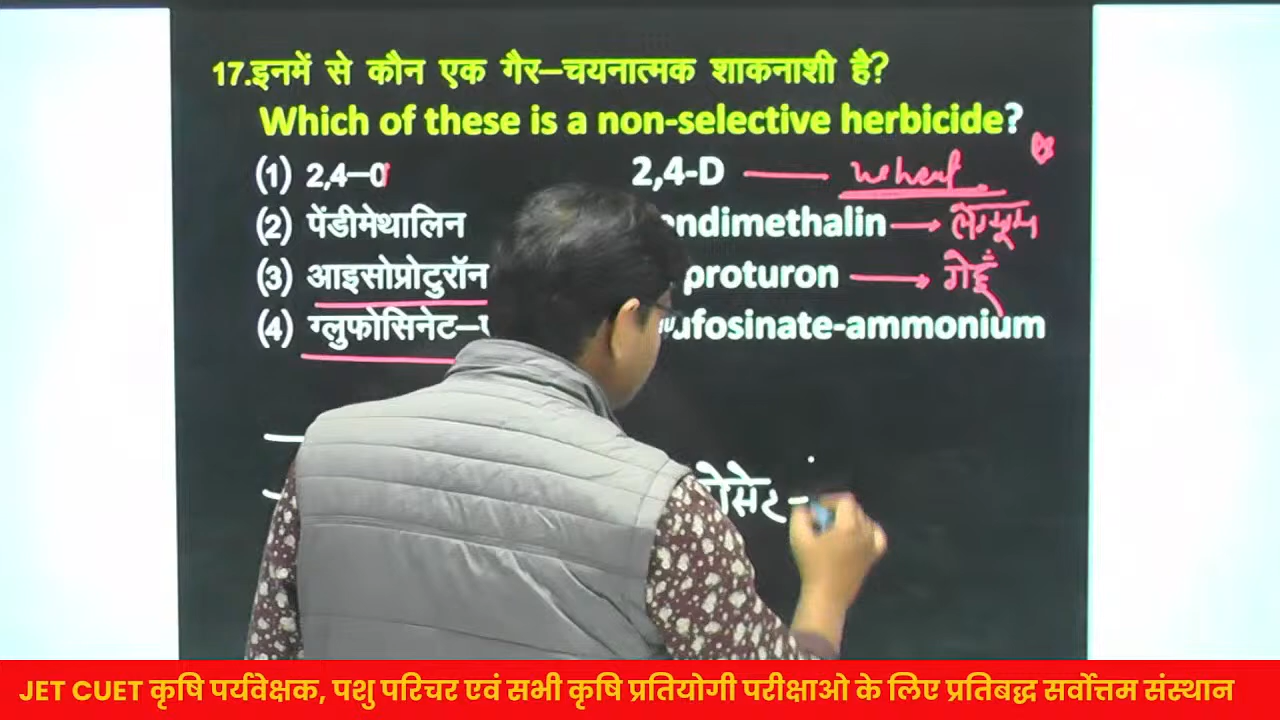 17.इनमें से कौन एक गैर–चयनात्मक शाकनाशी है?
Which of these is a non-selective herbicide?
(1) 2,4–0 2,4-D — wheat
(2) पेंडीमेथालिन ndimethalin → लेग्यूम
(3) आइसोप्रोटुरॉन proturon → गेहूँ
(4) ग्लुफोसिनेट– ufosinate-ammonium
सेट-
JET CUET कृषि पर्यवेक्षक, पशु परिचर एवं सभी कृषि प्रतियोगी परीक्षाओ के लिए प्रतिबद्ध सर्वोत्तम संस्थान